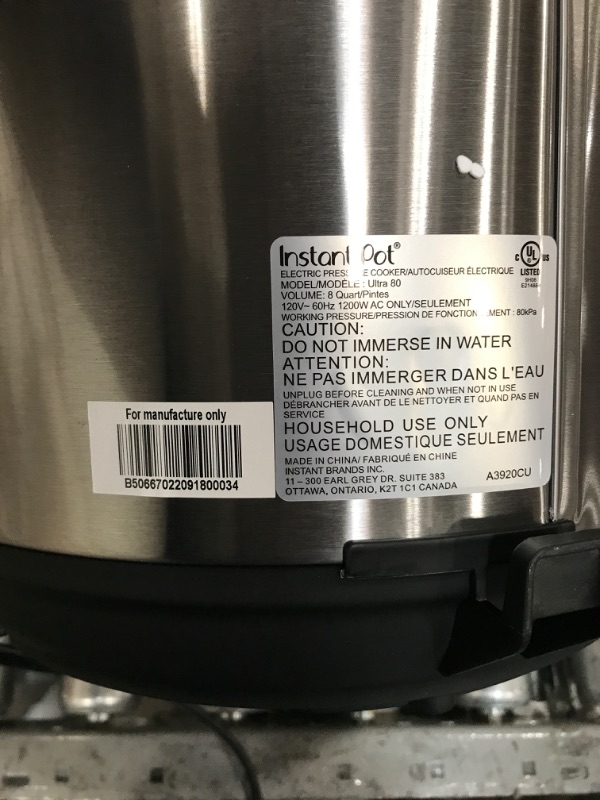 Instant Pot®
ELECTRIC COOKER/AUTOCUISEUR ÉLECTRIQUE
MODEL/MODÈLE: Ultra 80
VOLUME: 8 Quart/Pintes
120V~ 60Hz 1200W AC ONLY/SEULEMENT
WORKING PRESSURE/PRESSION DE : 80kPa
c UL US
LISTED
CAUTION:
DO NOT IMMERSE IN WATER
ATTENTION:
NE PAS IMMERGER DANS L'EAU
UNPLUG BEFORE CLEANING AND WHEN NOT IN USE
DÉBRANCHER AVANT DE LE NETTOYER ET QUAND PAS EN
SERVICE
HOUSEHOLD USE ONLY
USAGE DOMESTIQUE SEULEMENT
MADE IN CHINA/ FABRIQUÉ EN CHINE
INSTANT BRANDS INC.
11 – 300 EARL GREY DR. SUITE 383
OTTAWA, ONTARIO, K2T 1C1 CANADA
A3920CU
For manufacture only
B50667022091800034